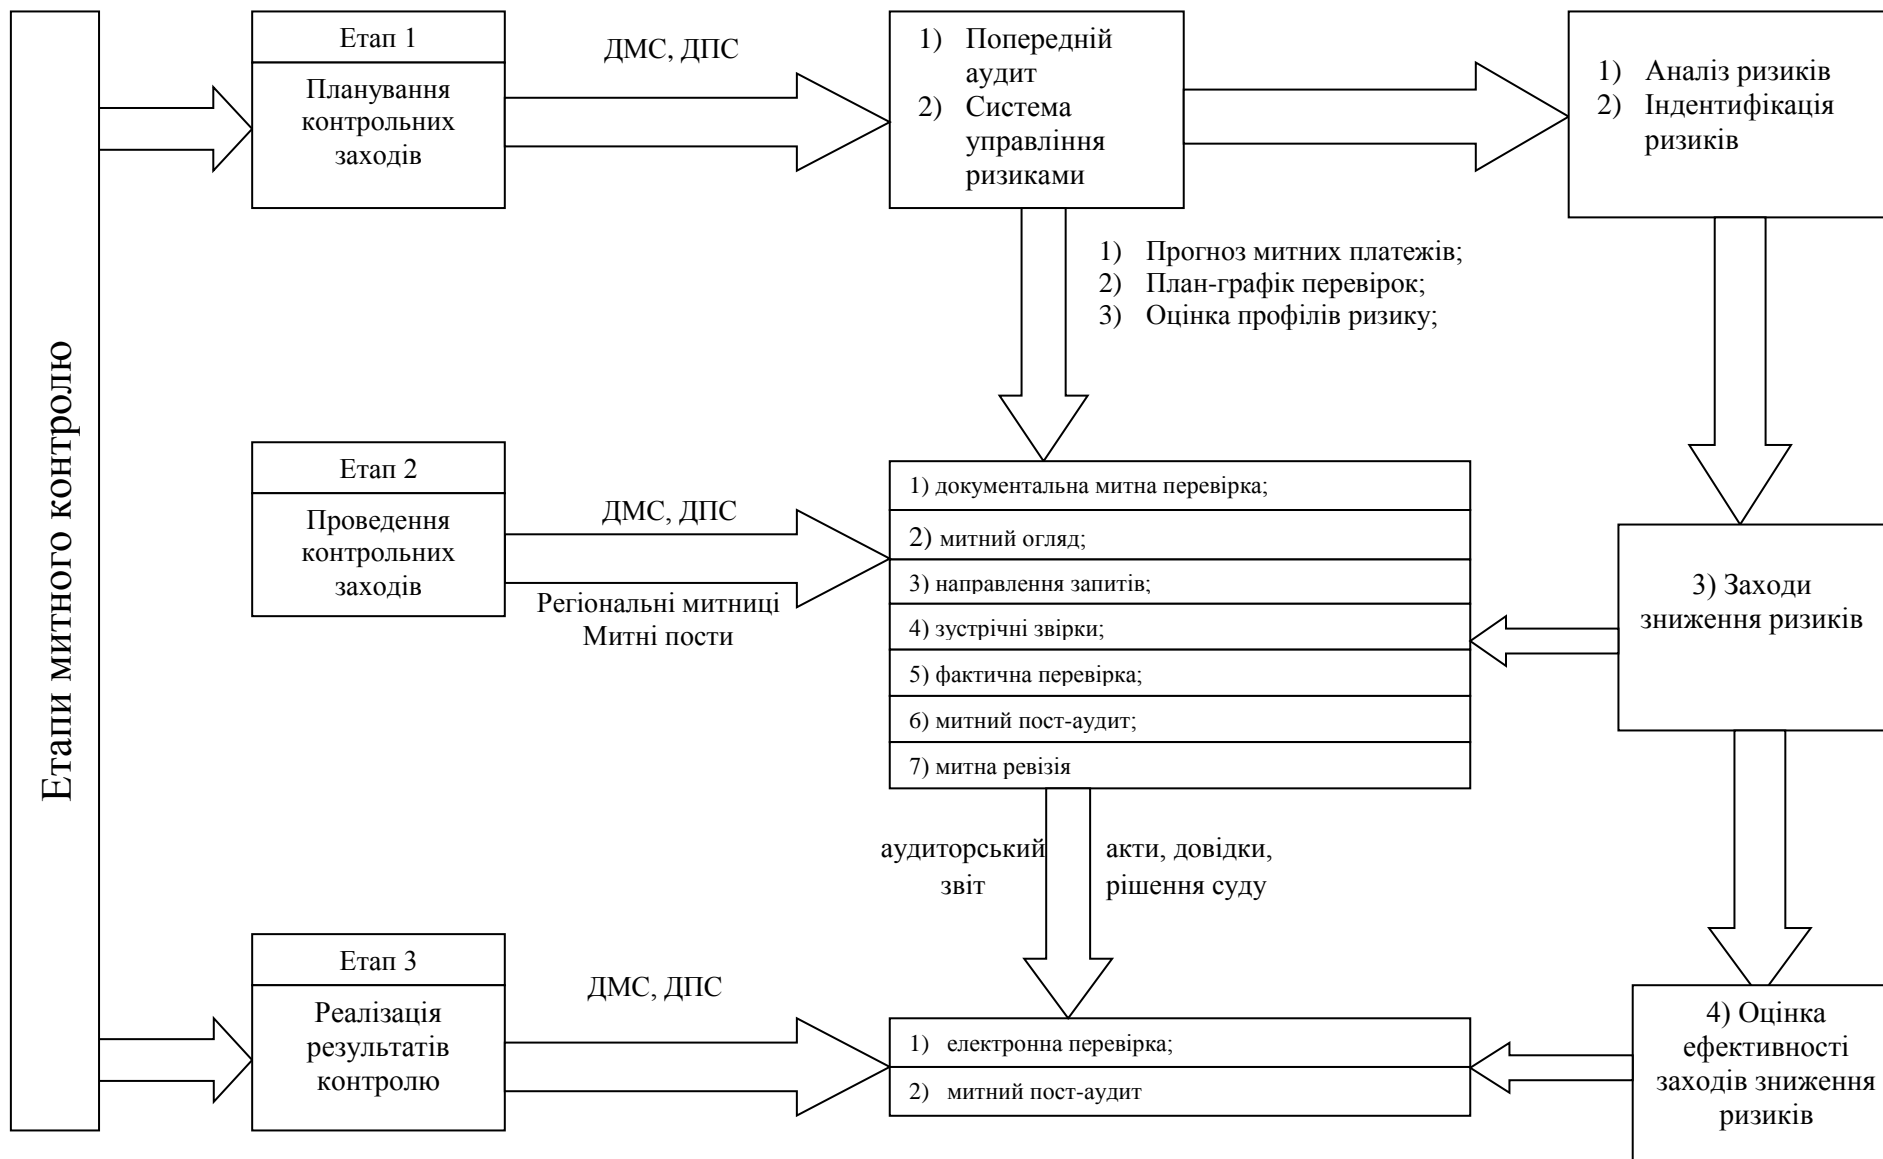 Етапи митного контролю
Етап 1
Планування
контрольних
заходів
ДМС, ДПС
1) Попередній
аудит
2) Система
управління
ризиками
1) Аналіз ризиків
2) Індентифікація
ризиків
1) Прогноз митних платежів;
2) План-графік перевірок;
3) Оцінка профілів ризику;
Етап 2
Проведення
контрольних
заходів
ДМС, ДПС
Регіональні митниці
Митні пости
1) документальна митна перевірка;
2) митний огляд;
3) направлення запитів;
4) зустрічні звірки;
5) фактична перевірка;
6) митний пост-аудит;
7) митна ревізія
3) Заходи
зниження ризиків
аудиторський
звіт
акти, довідки,
рішення суду
Етап 3
Реалізація
результатів
контролю
ДМС, ДПС
1) електронна перевірка;
2) митний пост-аудит
4) Оцінка
ефективності
заходів зниження
ризиків